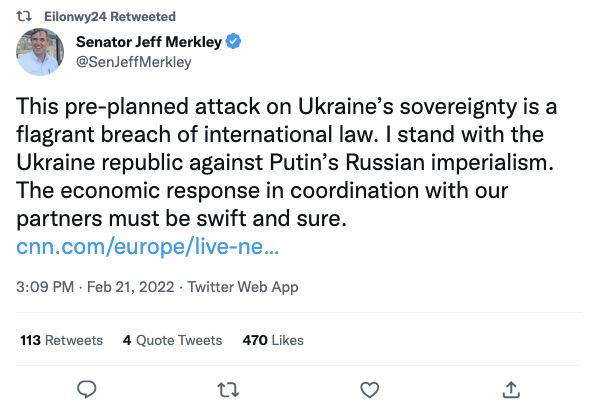 Eilonwy24 Retweeted
Senator Jeff Merkley
@SenJeffMerkley
This pre-planned attack on Ukraine’s sovereignty is a
flagrant breach of international law. I stand with the
Ukraine republic against Putin’s Russian imperialism.
The economic response in coordination with our
partners must be swift and sure.
cnn.com/europe/live-ne…
3:09 PM · Feb 21, 2022 · Twitter Web App
113 Retweets 4 Quote Tweets 470 Likes